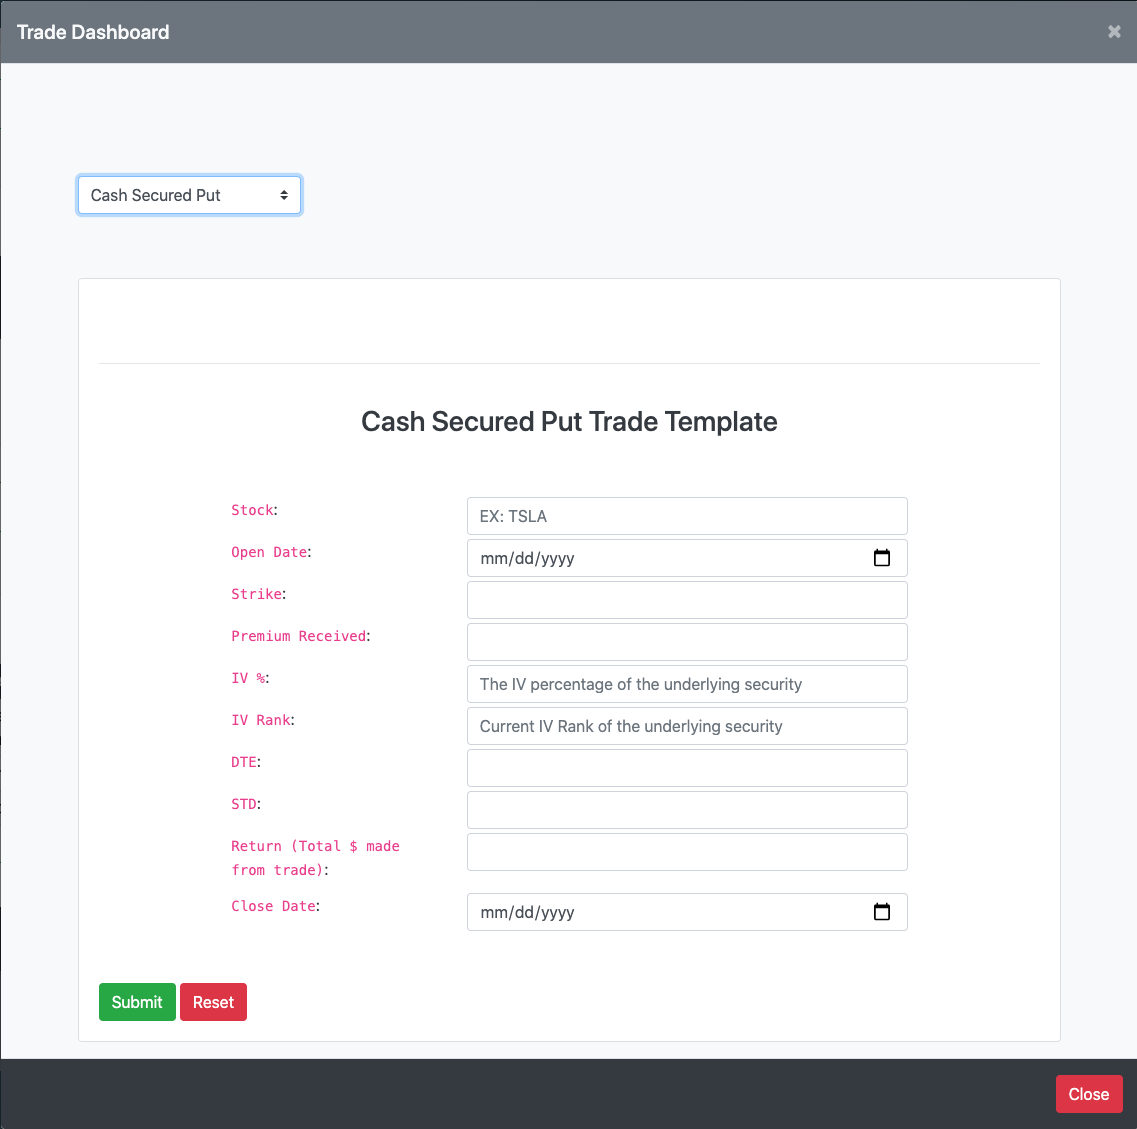 Trade Dashboard
×
Cash Secured Put
Cash Secured Put Trade Template
Stock:
EX: TSLA
Open Date:
mm/dd/yyyy
Strike:
Premium Received:
IV %:
The IV percentage of the underlying security
IV Rank:
Current IV Rank of the underlying security
DTE:
STD:
Return (Total $ made
from trade):
Close Date:
mm/dd/yyyy
Submit
Reset
Close